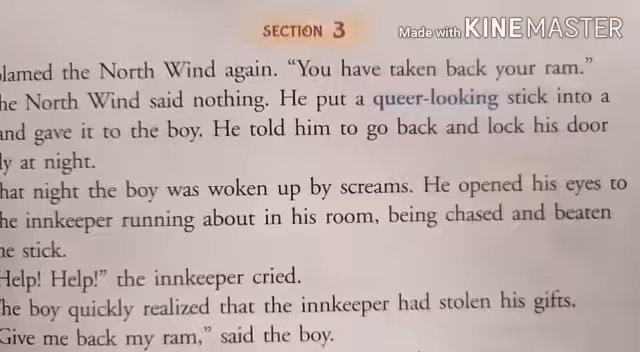 SECTION 3
Made with KINEMASTER
lamed the North Wind again. “You have taken back your ram.”
he North Wind said nothing. He put a queer-looking stick into a
and gave it to the boy. He told him to go back and lock his door
ly at night.
hat night the boy was woken up by screams. He opened his eyes to
he innkeeper running about in his room, being chased and beaten
he stick.
Help! Help!” the innkeeper cried.
he boy quickly realized that the innkeeper had stolen his gifts.
Give me back my ram,” said the boy.